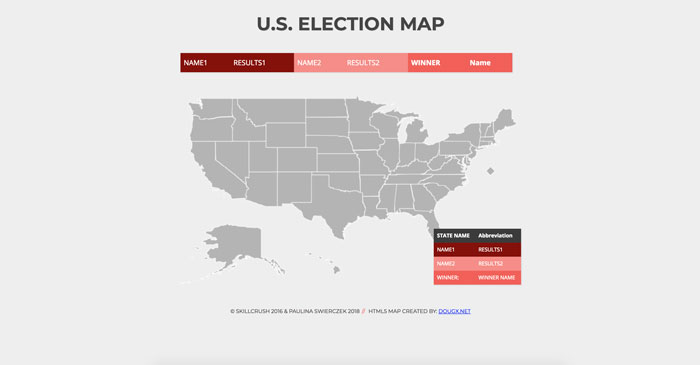 U.S. ELECTION MAP
NAME1 RESULTS1 NAME2 RESULTS2 WINNER Name
STATE NAME Abbreviation
NAME1 RESULTS1
NAME2 RESULTS2
WINNER: WINNER NAME
© SKILLCRUSH 2016 & PAULINA SWIERCZEK 2018 // HTML5 MAP CREATED BY: DOUGX.NET